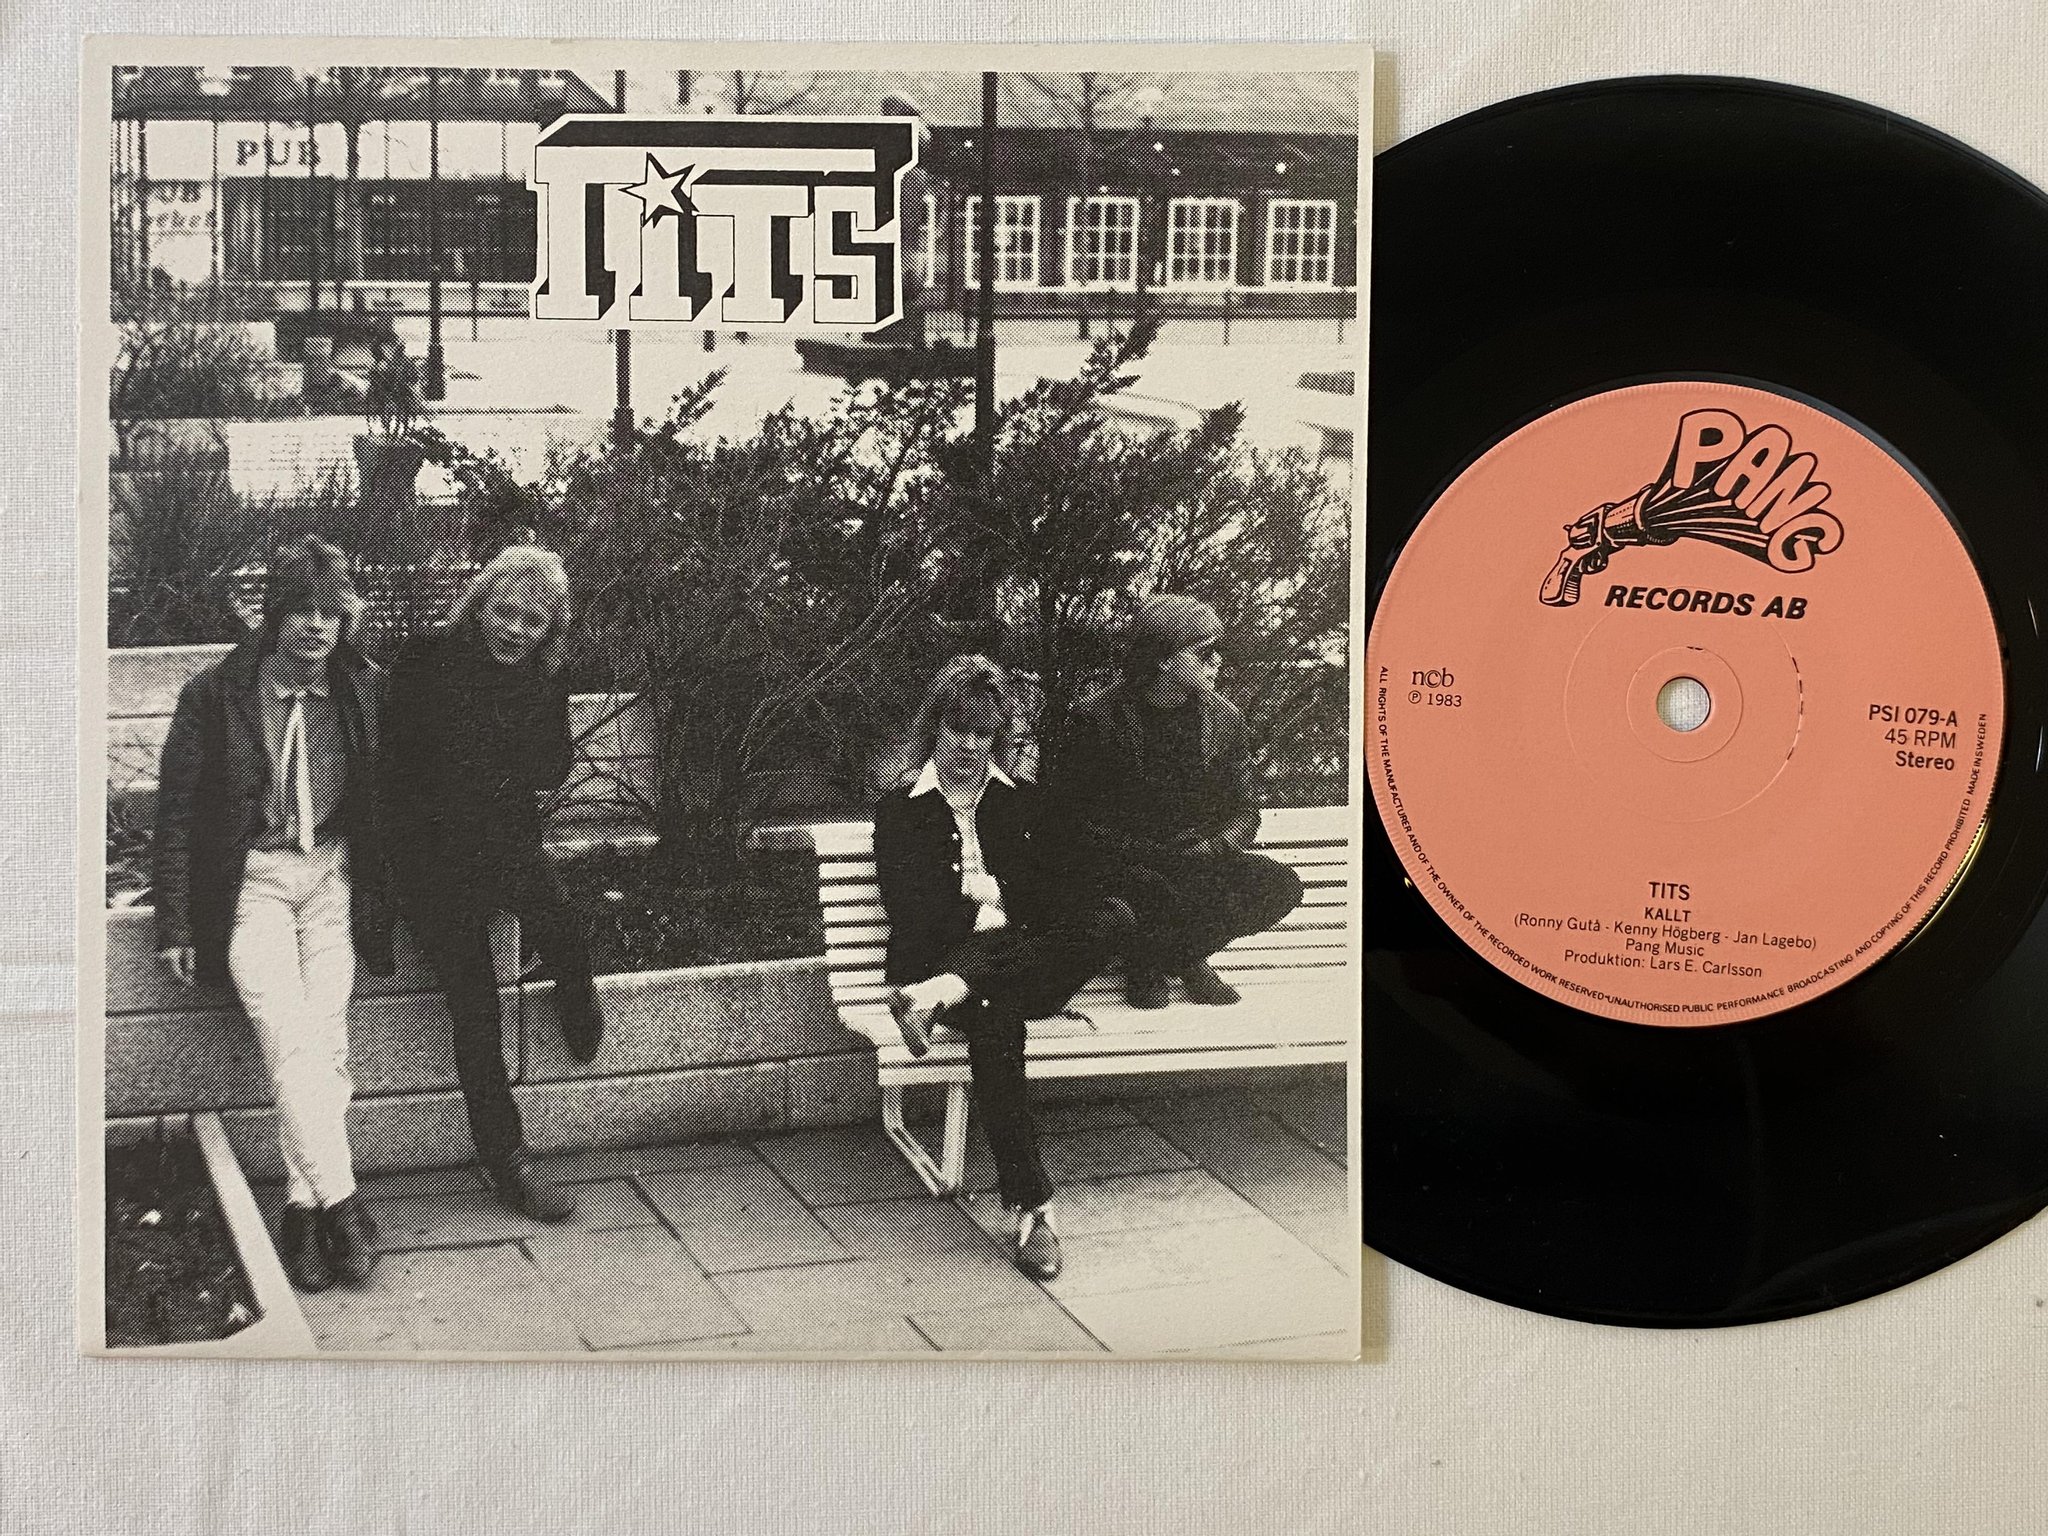 PUB
UB
TiTS
PANG
RECORDS AB
ncb
℗ 1983
PSI 079-A
45 RPM
Stereo
TITS
KALLT
(Ronny Gutå - Kenny Högberg - Jan Lagebo)
Pang Music
Produktion: Lars E. Carlsson
ALL RIGHTS OF THE MANUFACTURER AND OF THE OWNER OF THE RECORDED WORK RESERVED•UNAUTHORISED PUBLIC PERFORMANCE BROADCASTING AND COPYING OF THIS RECORD PROHIBITED MADE IN SWEDEN